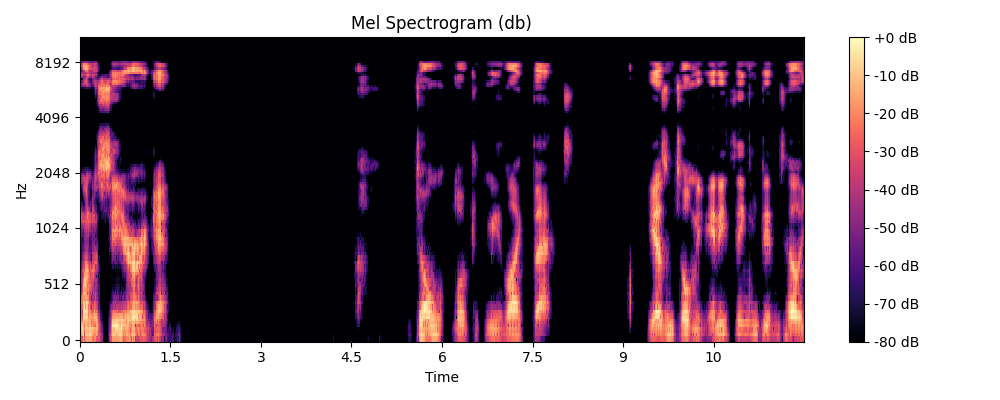 Mel Spectrogram (db)
8192
4096
2048
1024
512
0
Hz
0
1.5
3
4.5
6
7.5
9
10
Time
+0 dB
-10 dB
-20 dB
-30 dB
-40 dB
-50 dB
-60 dB
-70 dB
-80 dB